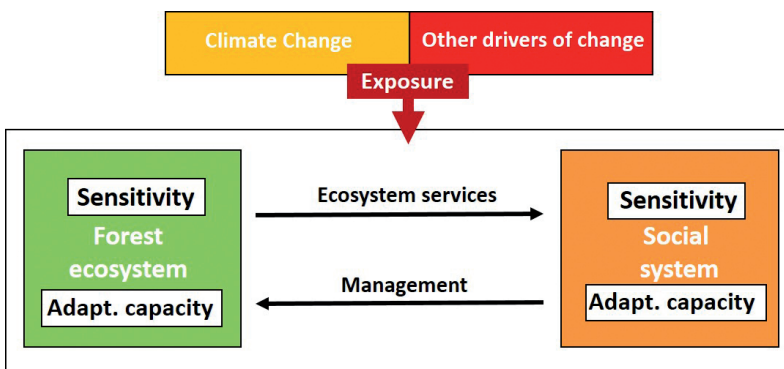 Climate Change
Other drivers of change
Exposure
Sensitivity
Forest
ecosystem
Adapt. capacity
Ecosystem services
Management
Sensitivity
Social
system
Adapt. capacity